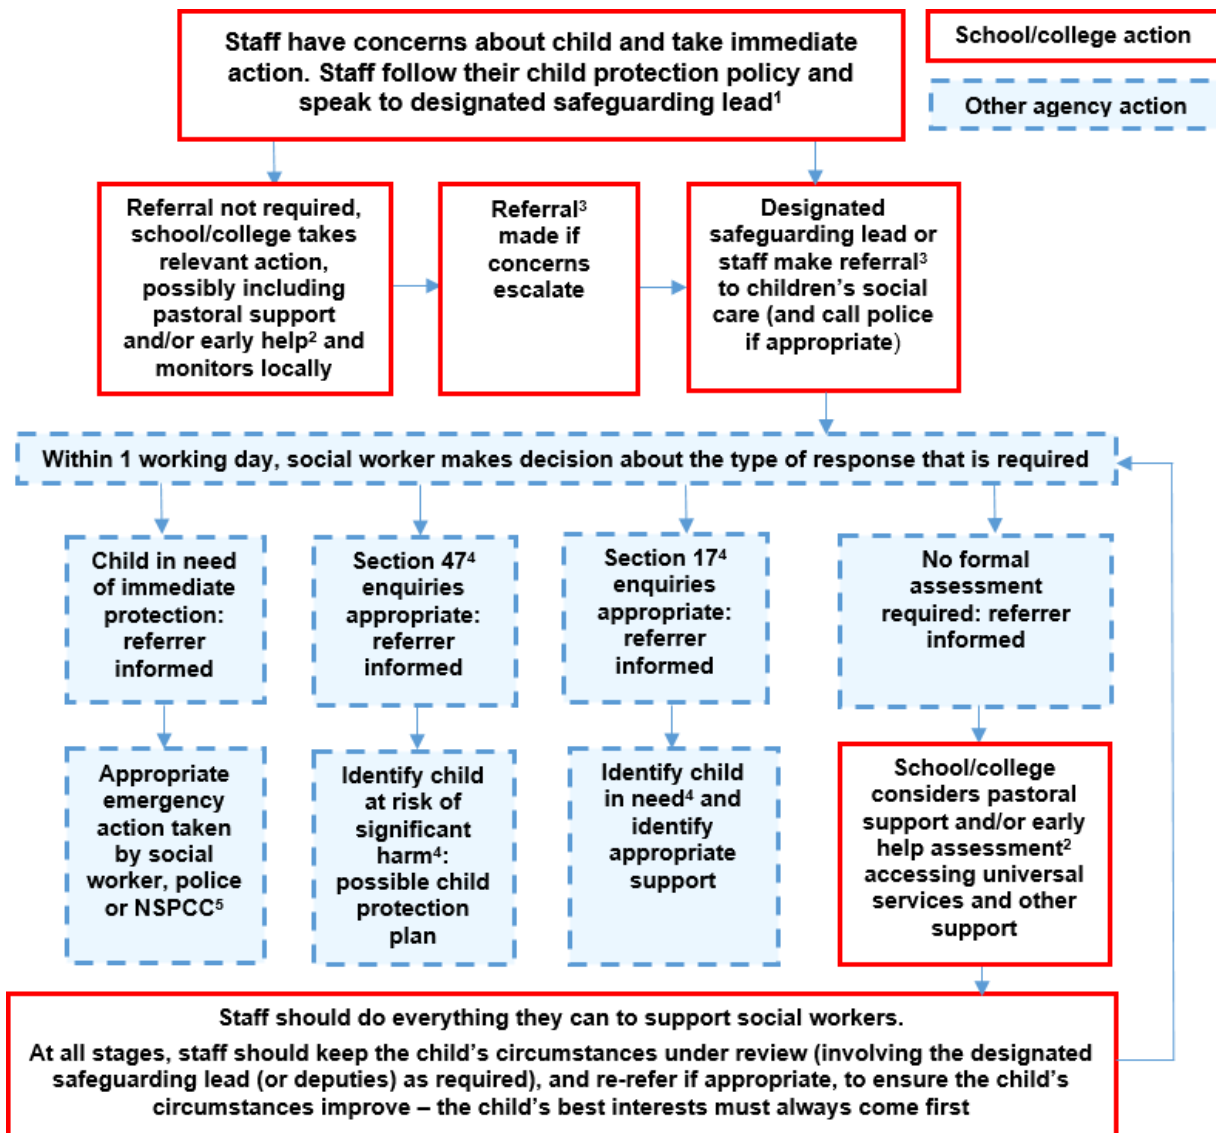 Staff have concerns about child and take immediate
action. Staff follow their child protection policy and
speak to designated safeguarding lead¹
School/college action
Other agency action
Referral not required,
school/college takes
relevant action,
possibly including
pastoral support
and/or early help² and
monitors locally
Referral³
made if
concerns
escalate
Designated
safeguarding lead or
staff make referral³
to children’s social
care (and call police
if appropriate)
Within 1 working day, social worker makes decision about the type of response that is required
Child in need
of immediate
protection:
referrer
informed
Section 47⁴
enquiries
appropriate:
referrer
informed
Section 17⁴
enquiries
appropriate:
referrer
informed
No formal
assessment
required: referrer
informed
Appropriate
emergency
action taken
by social
worker, police
or NSPCC⁵
Identify child
at risk of
significant
harm⁴:
possible child
protection
plan
Identify child
in need⁴ and
identify
appropriate
support
School/college
considers pastoral
support and/or early
help assessment²
accessing universal
services and other
support
Staff should do everything they can to support social workers.
At all stages, staff should keep the child’s circumstances under review (involving the designated
safeguarding lead (or deputies) as required), and re-refer if appropriate, to ensure the child’s
circumstances improve – the child’s best interests must always come first